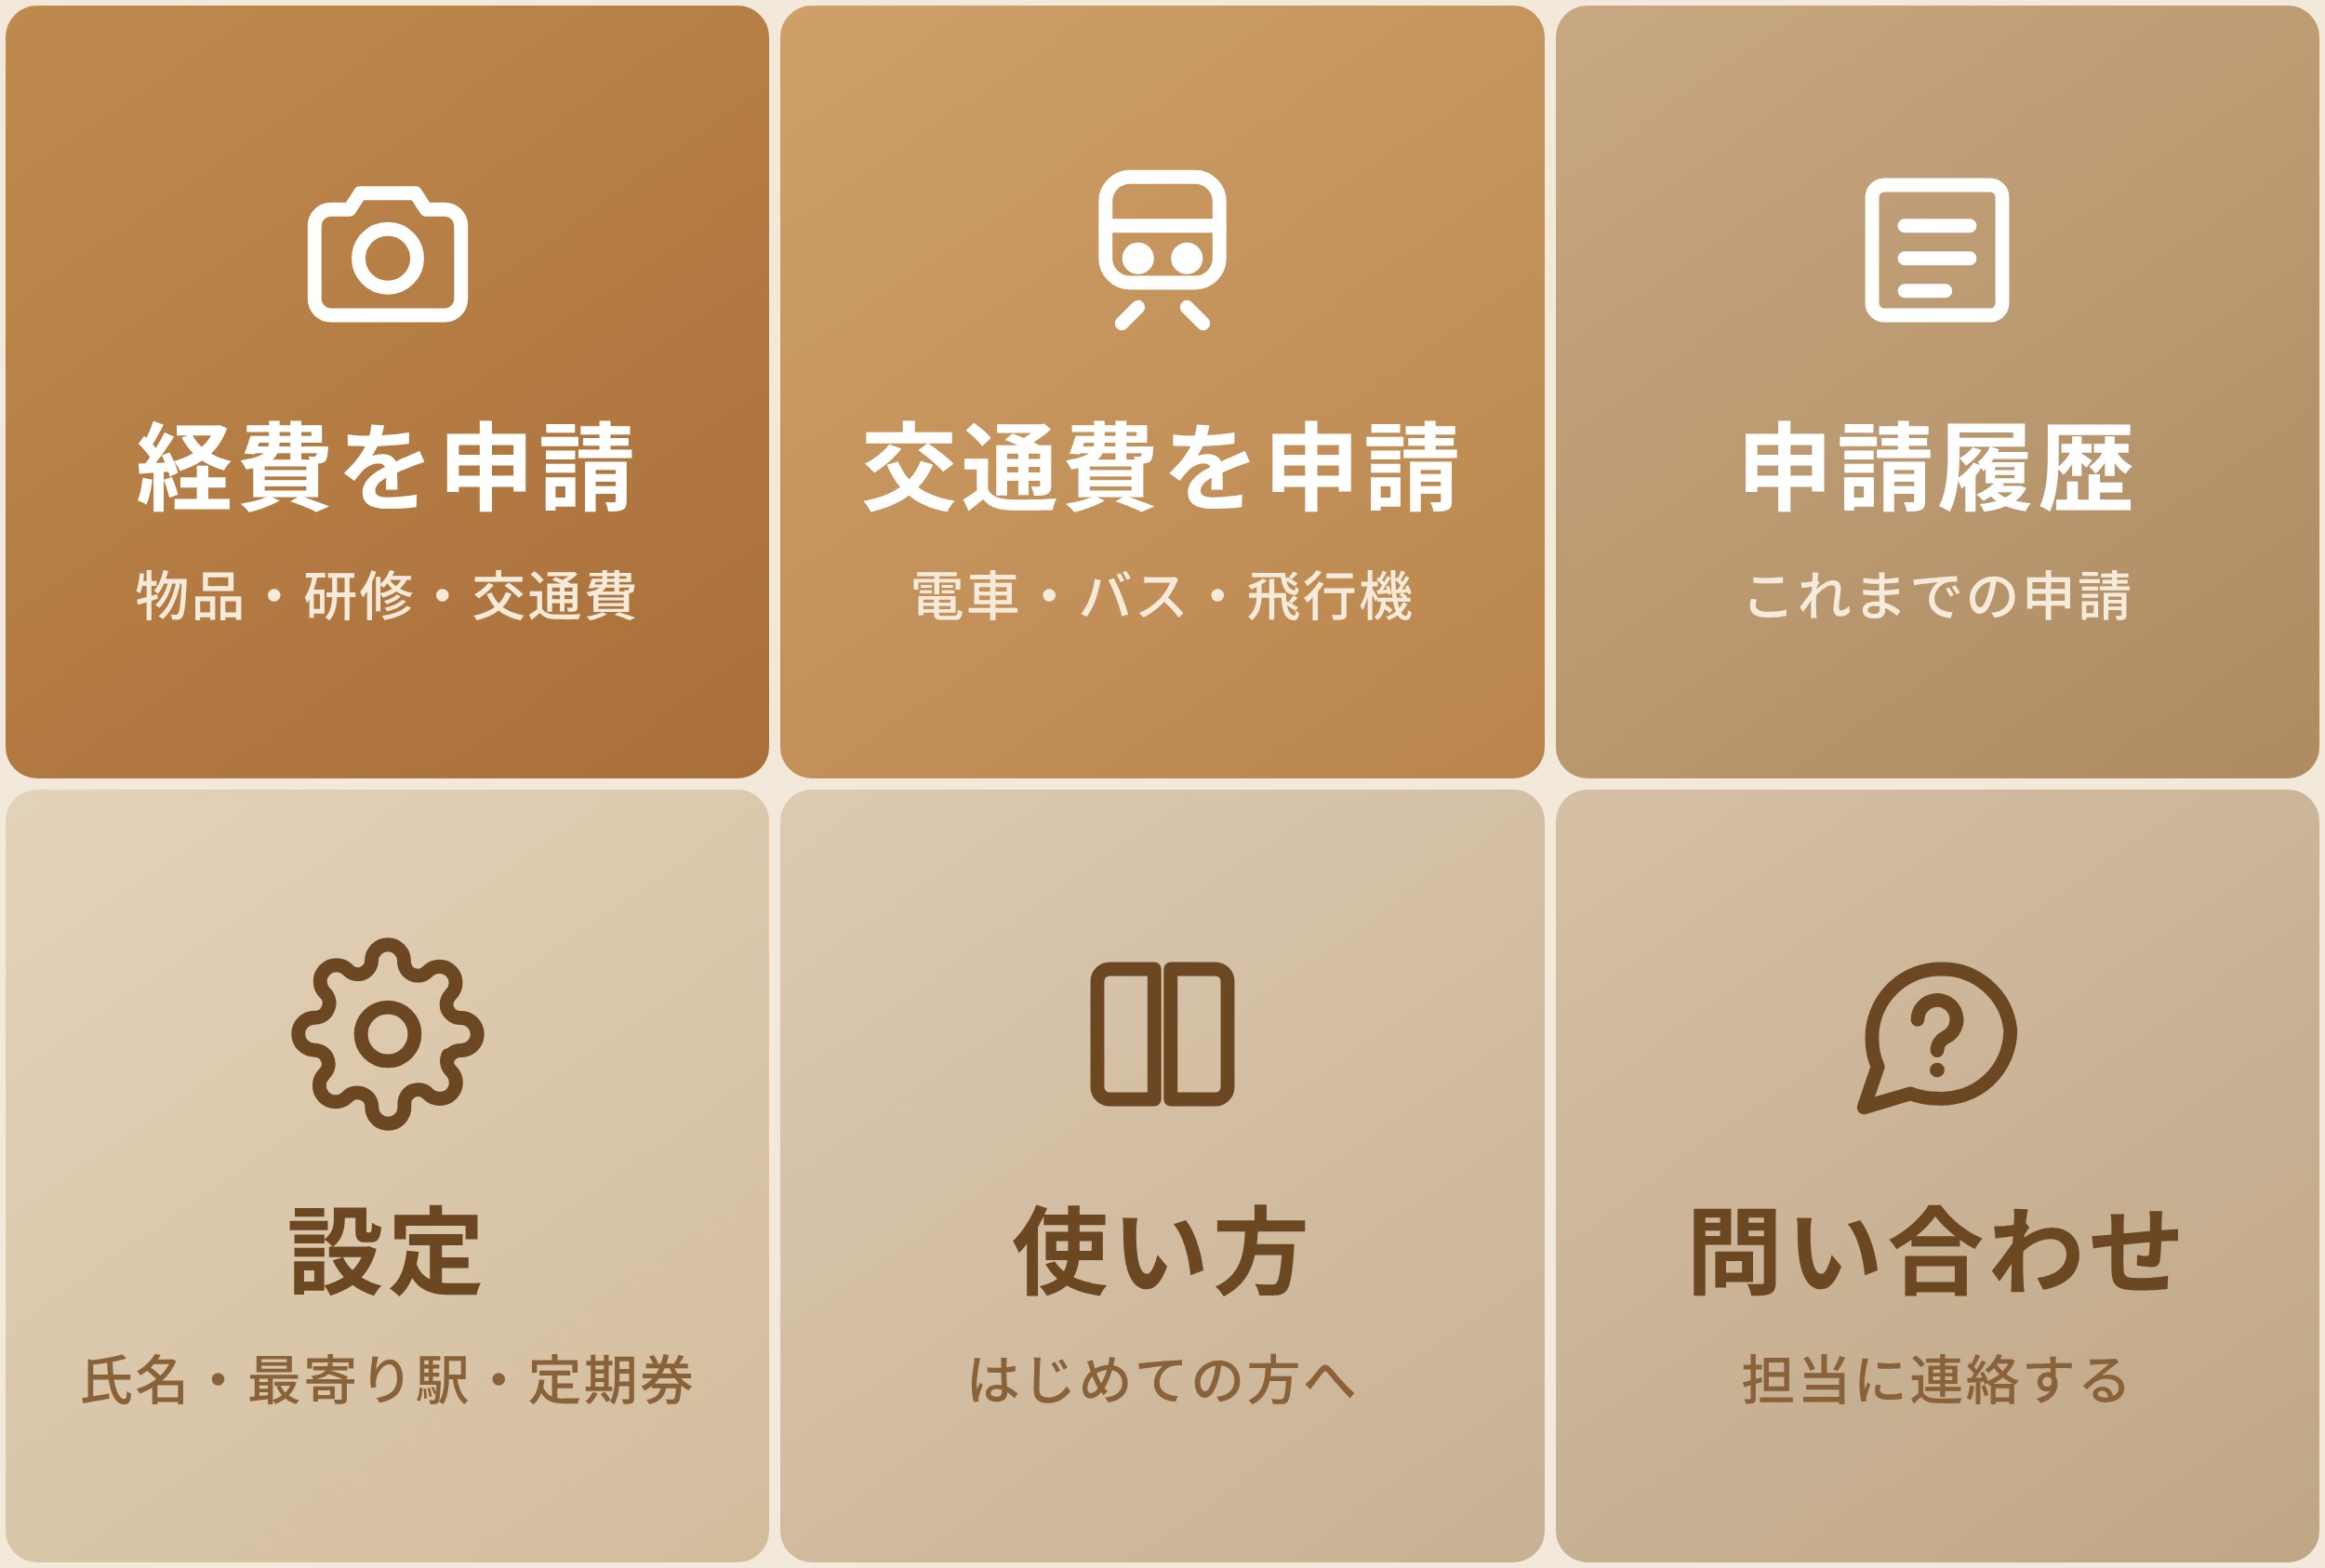 経費を申請
物品・研修・交通費
交通費を申請
電車・バス・飛行機
申請履歴
これまでの申請
設定
氏名・最寄り駅・定期券
使い方
はじめての方へ
問い合わせ
担当に連絡する